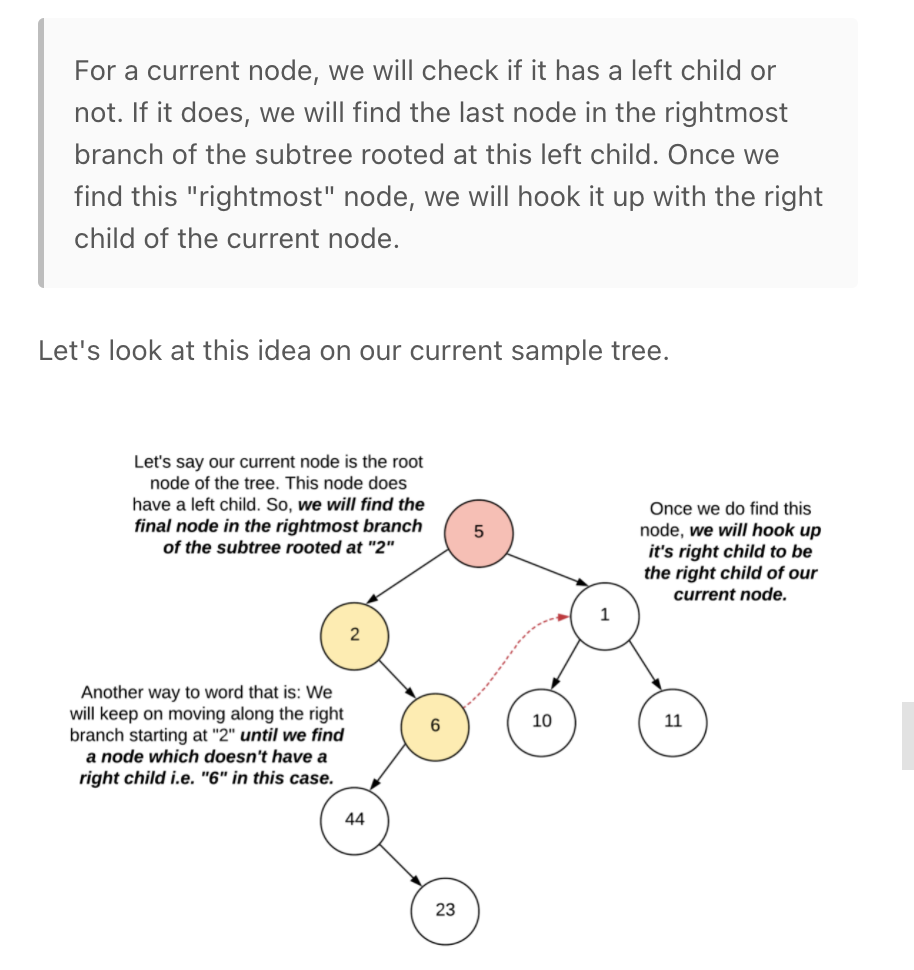 For a current node, we will check if it has a left child or
not. If it does, we will find the last node in the rightmost
branch of the subtree rooted at this left child. Once we
find this "rightmost" node, we will hook it up with the right
child of the current node.
Let's look at this idea on our current sample tree.
Let's say our current node is the root
node of the tree. This node does
have a left child. So, we will find the
final node in the rightmost branch
of the subtree rooted at "2"
5
Once we do find this
node, we will hook up
it's right child to be
the right child of our
current node.
1
2
Another way to word that is: We
will keep on moving along the right
branch starting at "2" until we find
a node which doesn't have a
right child i.e. "6" in this case.
6
10
11
44
23